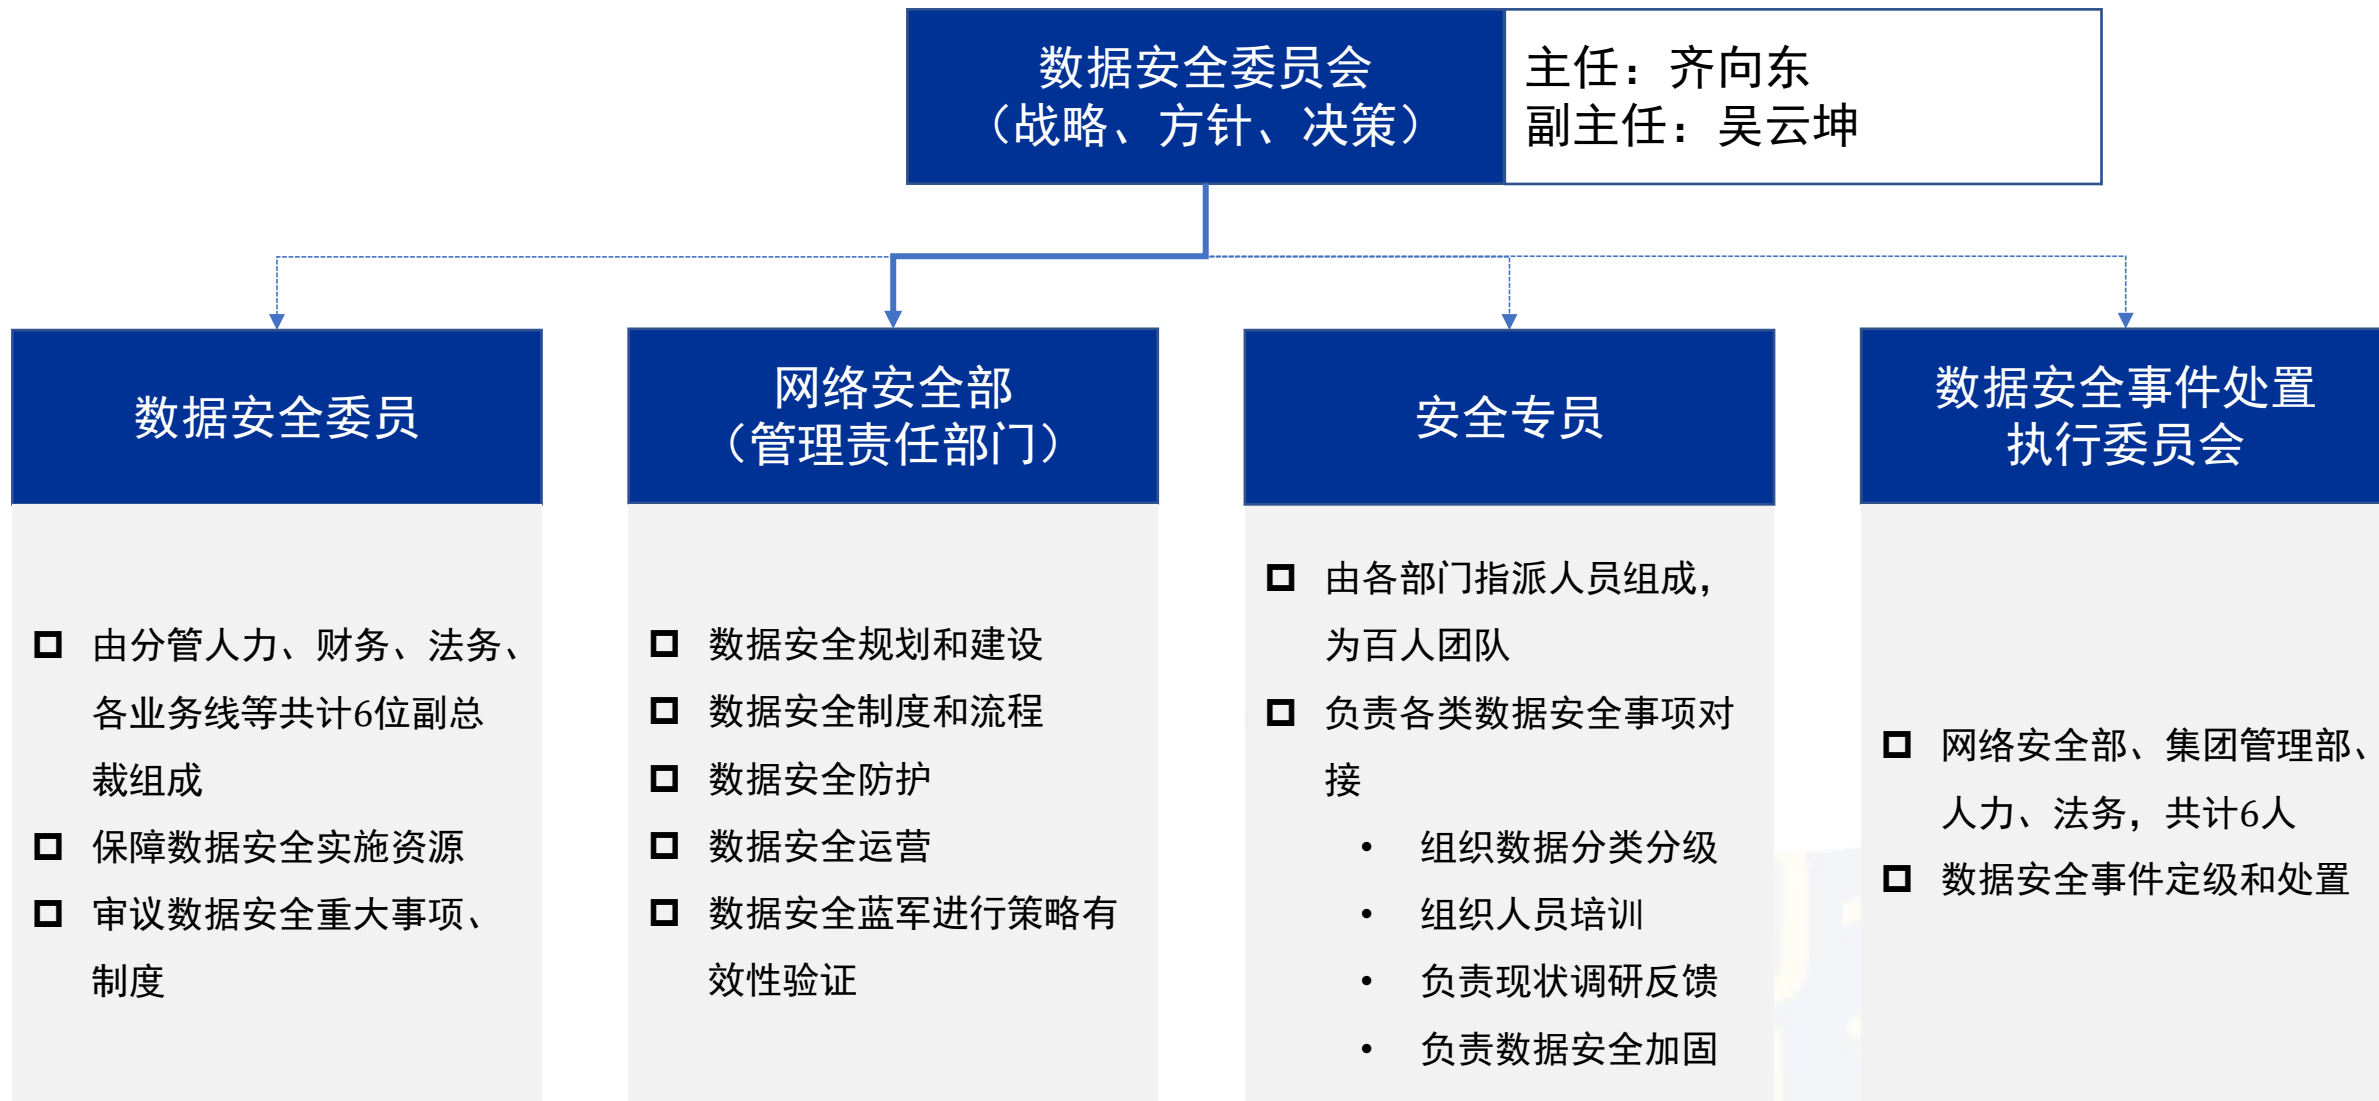 数据安全委员会
（战略、方针、决策）
主任：齐向东
副主任：吴云坤
数据安全委员
由分管人力、财务、法务、
各业务线等共计6位副总
裁组成
保障数据安全实施资源
审议数据安全重大事项、
制度
网络安全部
（管理责任部门）
数据安全规划和建设
数据安全制度和流程
数据安全防护
数据安全运营
数据安全蓝军进行策略有
效性验证
安全专员
由各部门指派人员组成，
为百人团队
负责各类数据安全事项对
接
• 组织数据分类分级
• 组织人员培训
• 负责现状调研反馈
• 负责数据安全加固
数据安全事件处置
执行委员会
网络安全部、集团管理部、
人力、法务，共计6人
数据安全事件定级和处置